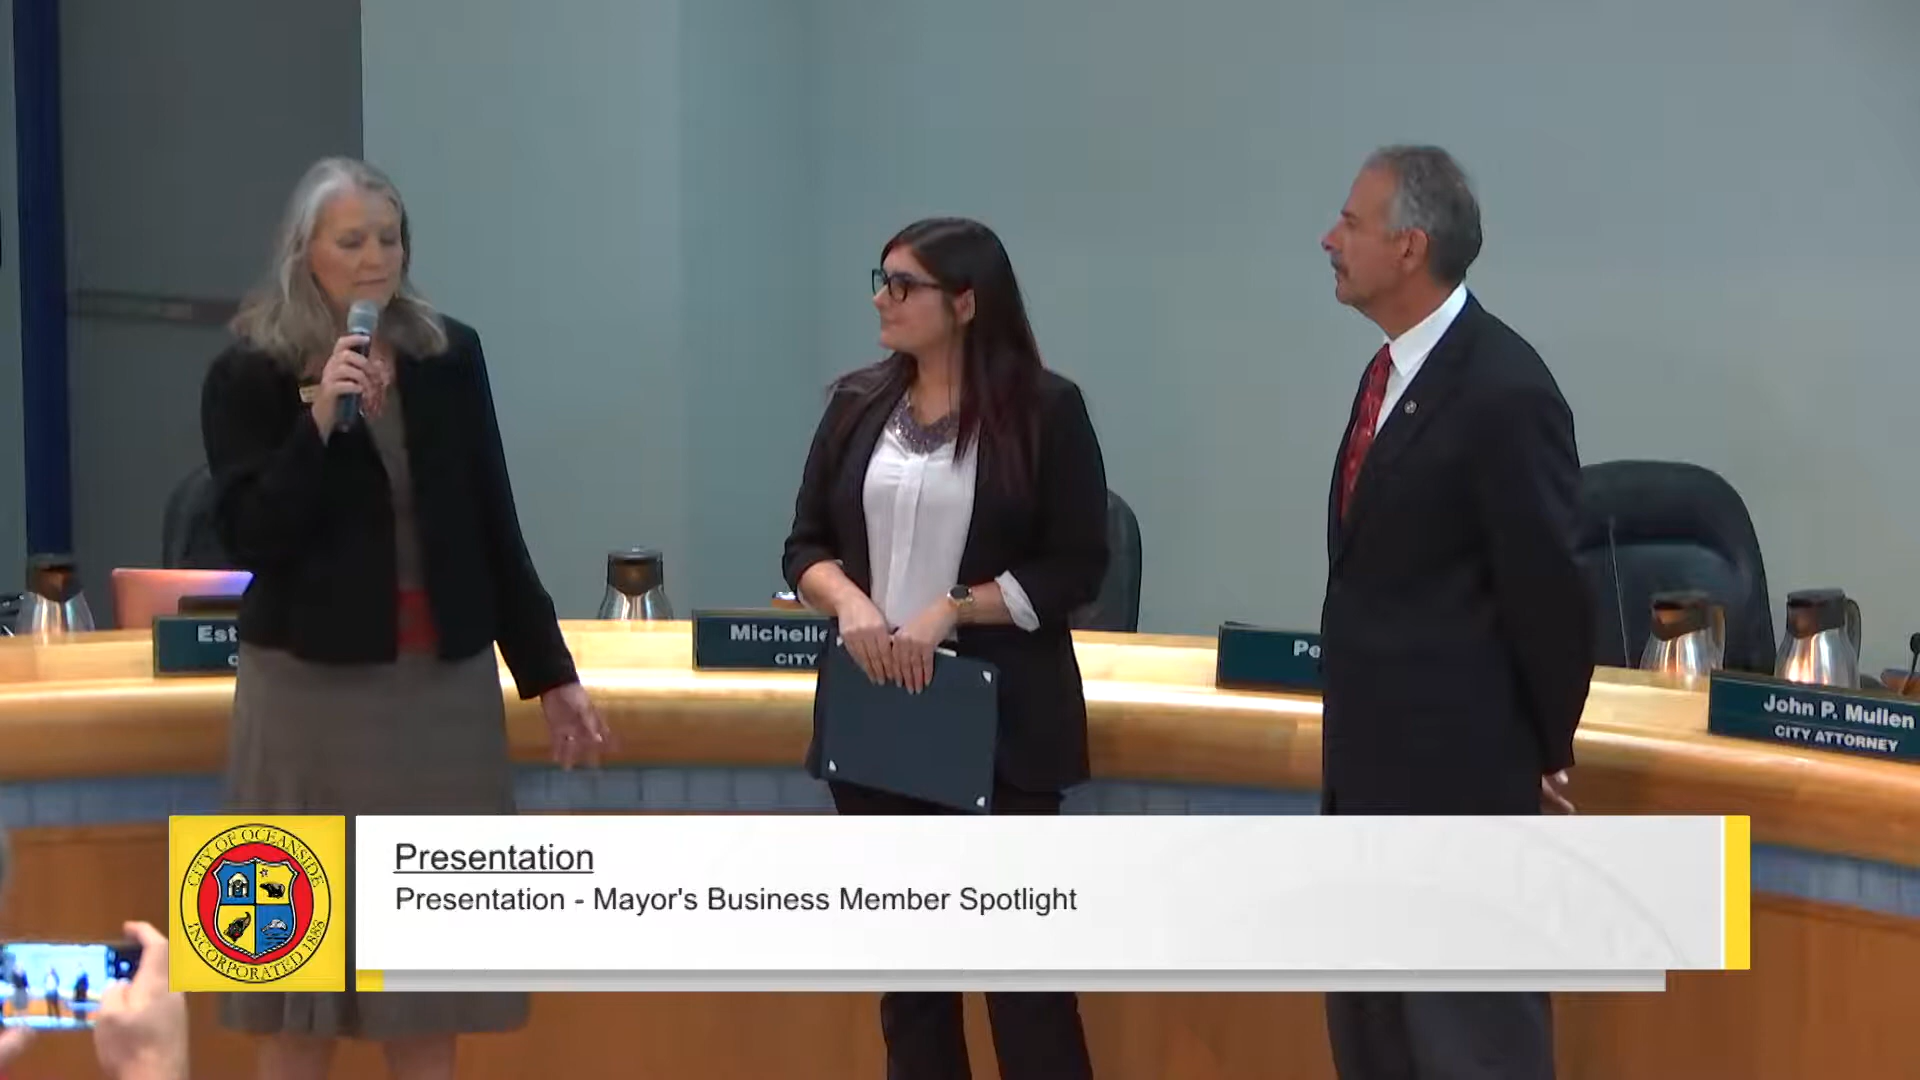 Est
Michelle
CITY
Pe
John P. Mullen
CITY ATTORNEY
CITY OF OCEANSIDE
INCORPORATED 1888
Presentation
Presentation - Mayor's Business Member Spotlight